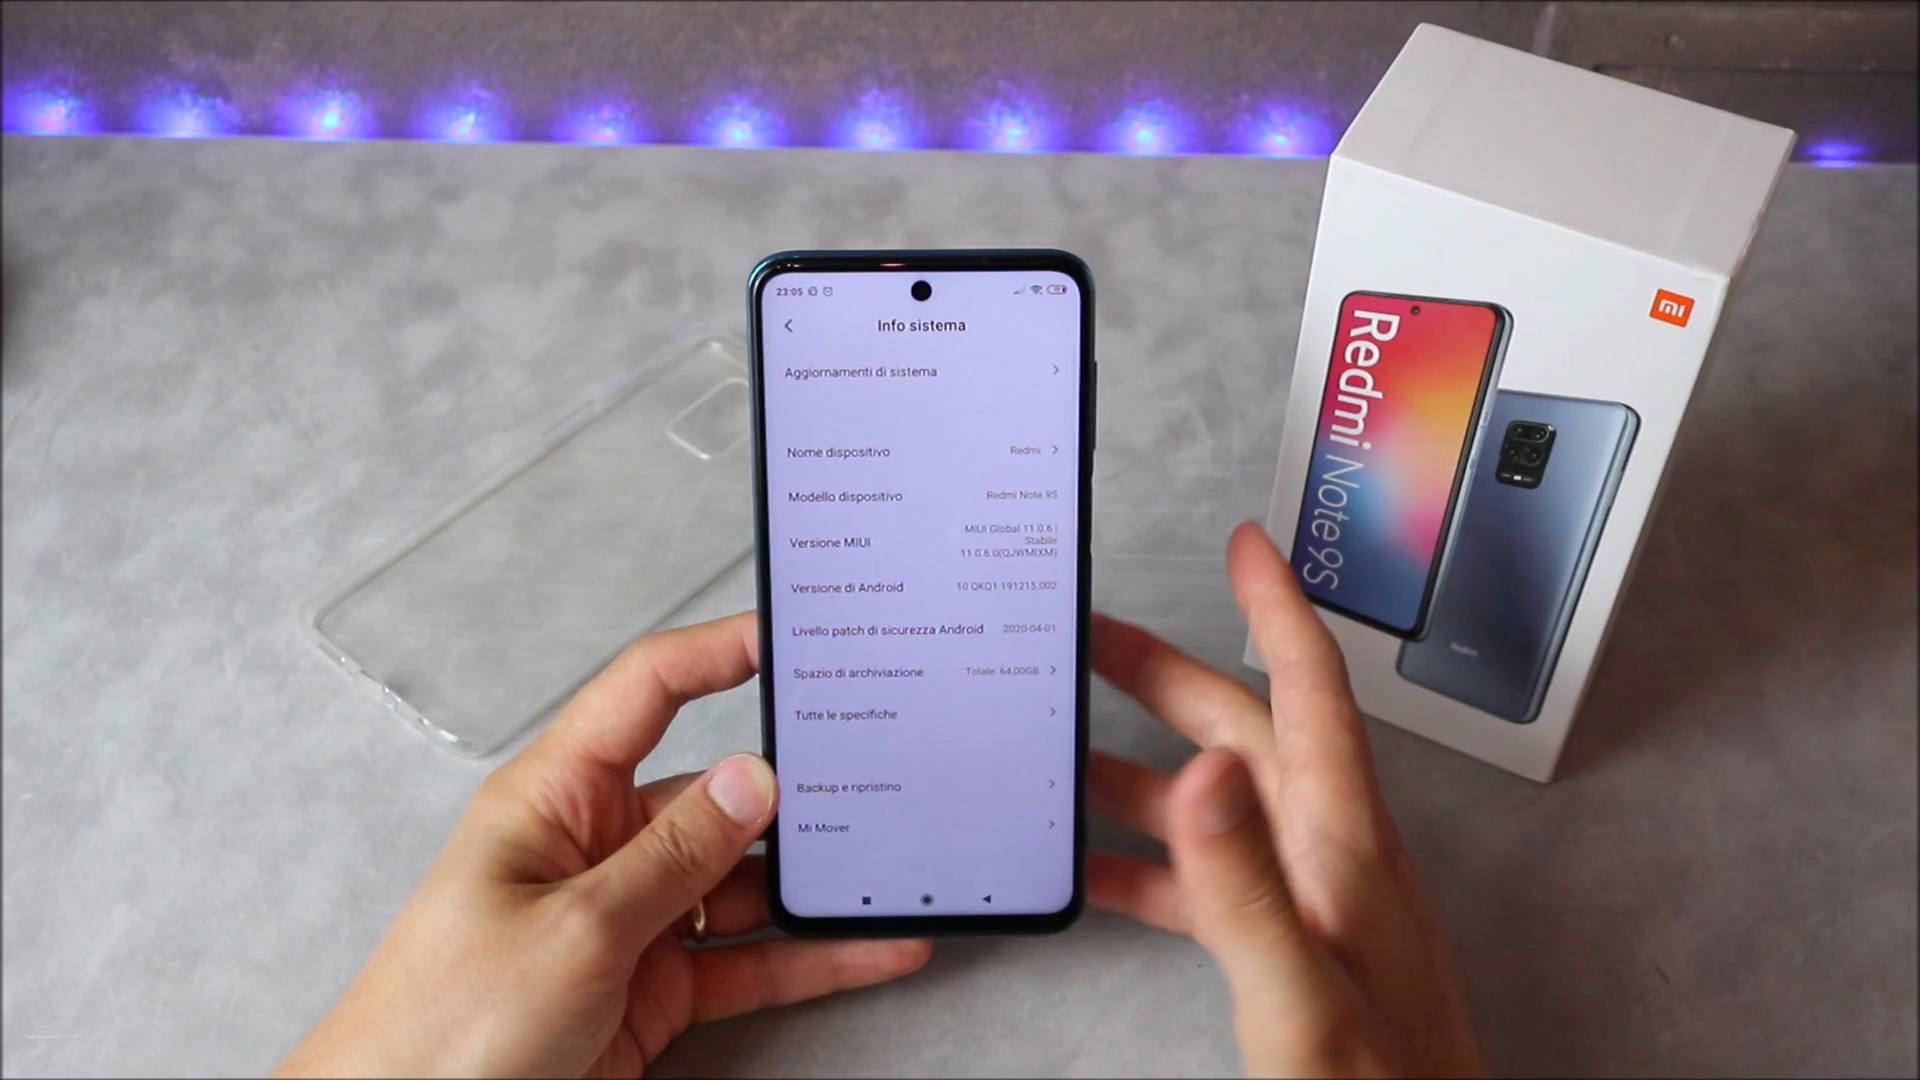 23:05
Info sistema
Aggiornamenti di sistema
Nome dispositivo Redmi
Modello dispositivo Redmi Note 9S
Versione MIUI MIUI Global 11.0.6 |
Stabile
11.0.6.0(QJWMIXM)
Versione di Android 10 QKQ1.191215.002
Livello patch di sicurezza Android 2020-04-01
Spazio di archiviazione Totale: 64,00GB
Tutte le specifiche
Backup e ripristino
Mi Mover
mi
Redmi Note 9S
Redmi